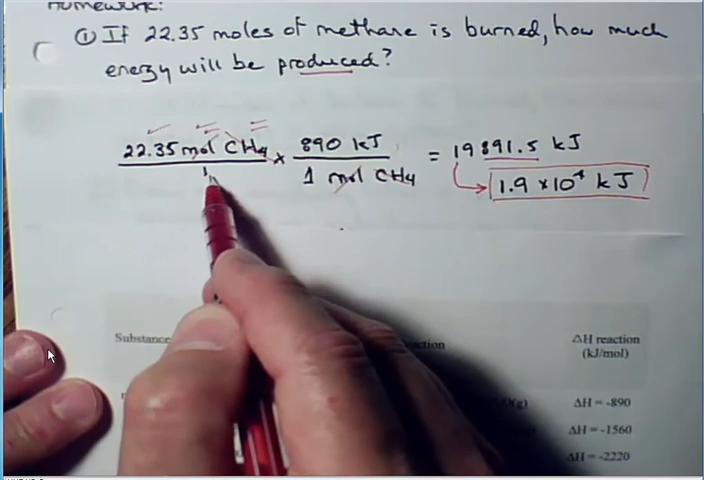 Homework:
① If 22.35 moles of methane is burned, how much
energy will be produced?
22.35 mol CH4 × 890 kJ = 19891.5 kJ
1 1 mol CH4
1.9 × 10⁴ kJ
Substance ΔH reaction
(kJ/mol)
(g) ΔH = -890
ΔH = -1560
ΔH = -2220